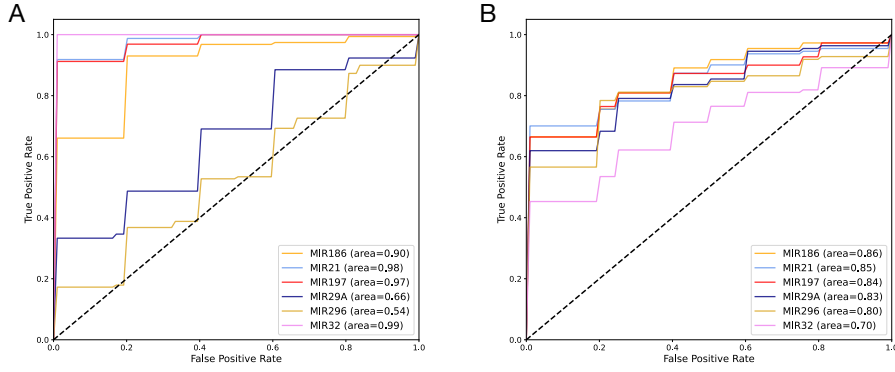 A
True Positive Rate
1.0
0.8
0.6
0.4
0.2
0.0
MIR186 (area=0.90)
MIR21 (area=0.98)
MIR197 (area=0.97)
MIR29A (area=0.66)
MIR296 (area=0.54)
MIR32 (area=0.99)
0.0 0.2 0.4 0.6 0.8 1.0
False Positive Rate
B
True Positive Rate
1.0
0.8
0.6
0.4
0.2
0.0
MIR186 (area=0.86)
MIR21 (area=0.85)
MIR197 (area=0.84)
MIR29A (area=0.83)
MIR296 (area=0.80)
MIR32 (area=0.70)
0.0 0.2 0.4 0.6 0.8 1.0
False Positive Rate